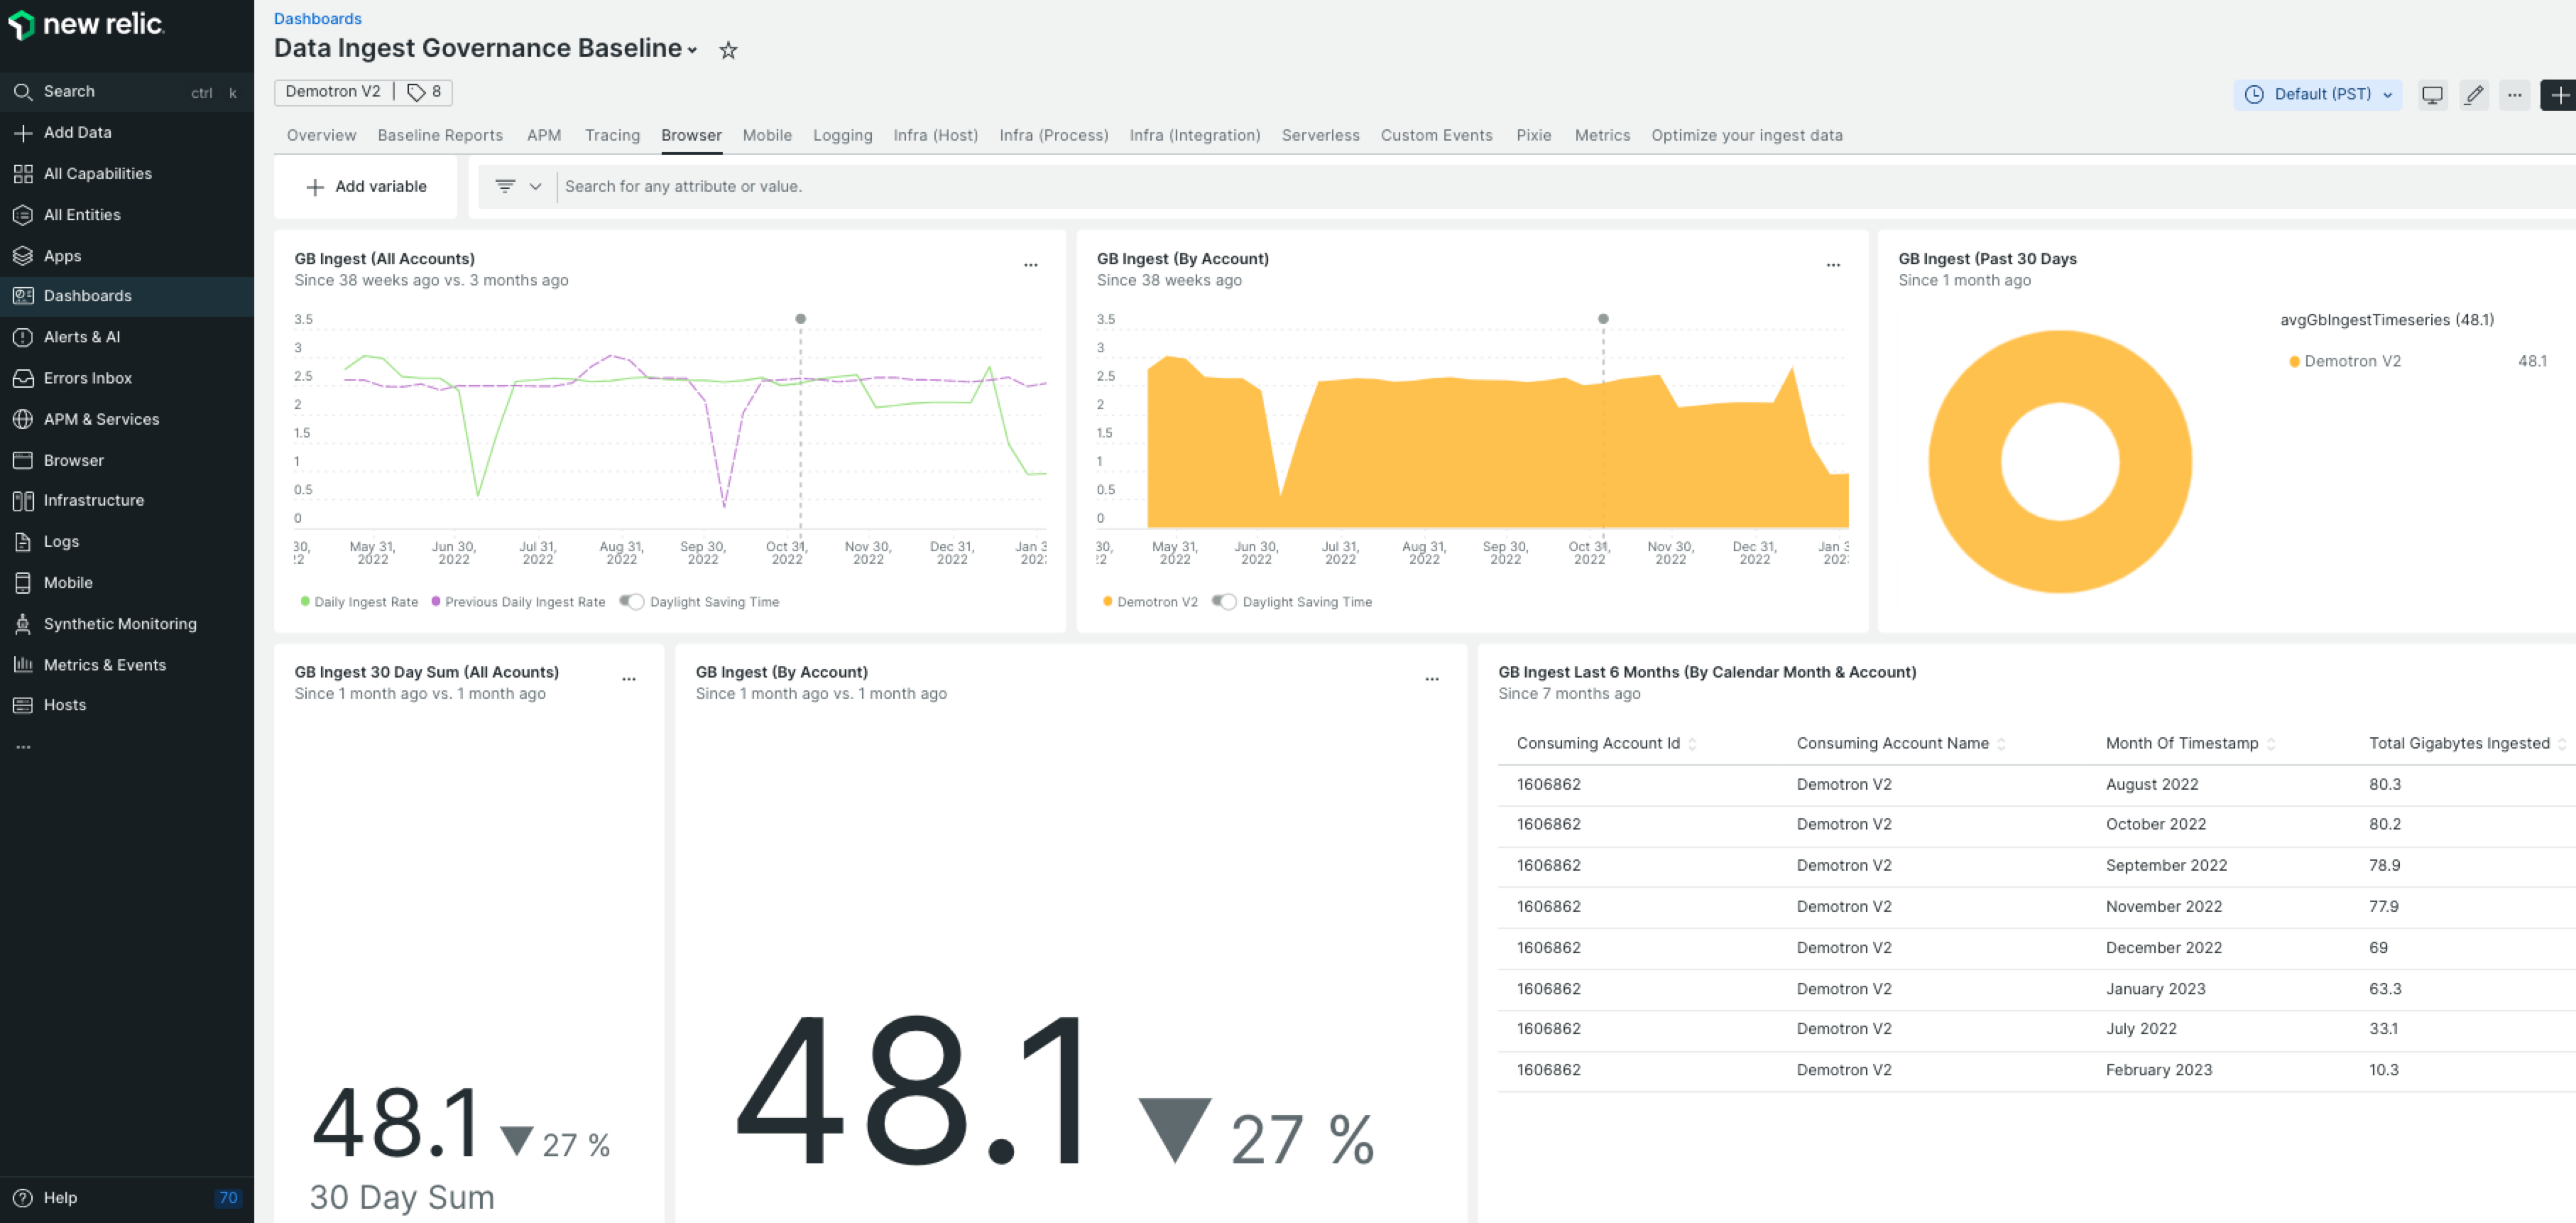 new relic.
Search ctrl k
Add Data
All Capabilities
All Entities
Apps
Dashboards
Alerts & AI
Errors Inbox
APM & Services
Browser
Infrastructure
Logs
Mobile
Synthetic Monitoring
Metrics & Events
Hosts
...
Help 70
Dashboards
Data Ingest Governance Baseline
Demotron V2 | 8
Default (PST)
Overview Baseline Reports APM Tracing Browser Mobile Logging Infra (Host) Infra (Process) Infra (Integration) Serverless Custom Events Pixie Metrics Optimize your ingest data
Add variable
Search for any attribute or value.
GB Ingest (All Accounts)
Since 38 weeks ago vs. 3 months ago
3.5
3
2.5
2
1.5
1
0.5
0
30, May 31, Jun 30, Jul 31, Aug 31, Sep 30, Oct 31, Nov 30, Dec 31, Jan 3
22 2022 2022 2022 2022 2022 2022 2022 2022 202
Daily Ingest Rate Previous Daily Ingest Rate Daylight Saving Time
GB Ingest (By Account)
Since 38 weeks ago
3.5
3
2.5
2
1.5
1
0.5
0
30, May 31, Jun 30, Jul 31, Aug 31, Sep 30, Oct 31, Nov 30, Dec 31, Jan 3
22 2022 2022 2022 2022 2022 2022 2022 2022 202
Demotron V2 Daylight Saving Time
GB Ingest (Past 30 Days
Since 1 month ago
avgGbIngestTimeseries (48.1)
Demotron V2 48.1
GB Ingest 30 Day Sum (All Acounts)
Since 1 month ago vs. 1 month ago
48.1 27 %
30 Day Sum
GB Ingest (By Account)
Since 1 month ago vs. 1 month ago
48.1 27 %
GB Ingest Last 6 Months (By Calendar Month & Account)
Since 7 months ago
Consuming Account Id Consuming Account Name Month Of Timestamp Total Gigabytes Ingested
1606862 Demotron V2 August 2022 80.3
1606862 Demotron V2 October 2022 80.2
1606862 Demotron V2 September 2022 78.9
1606862 Demotron V2 November 2022 77.9
1606862 Demotron V2 December 2022 69
1606862 Demotron V2 January 2023 63.3
1606862 Demotron V2 July 2022 33.1
1606862 Demotron V2 February 2023 10.3